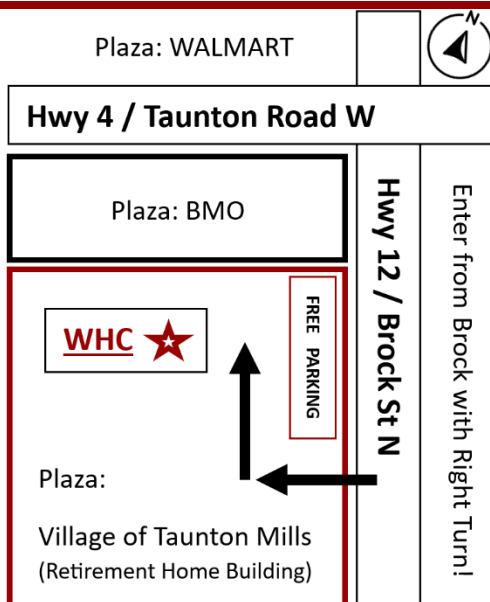 Plaza: WALMART
N
Hwy 4 / Taunton Road W
Plaza: BMO
Hwy 12 / Brock St N
Enter from Brock with Right Turn!
WHC
FREE PARKING
Plaza:
Village of Taunton Mills
(Retirement Home Building)